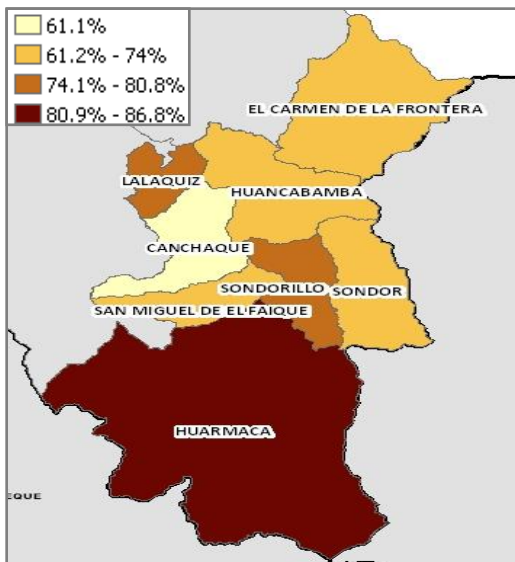 61.1%
61.2% - 74%
74.1% - 80.8%
80.9% - 86.8%
EL CARMEN DE LA FRONTERA
LALAQUIZ
HUANCABAMBA
CANCHAQUE
SONDORILLO
SONDOR
SAN MIGUEL DE EL FAIQUE
HUARMACA
EQUE